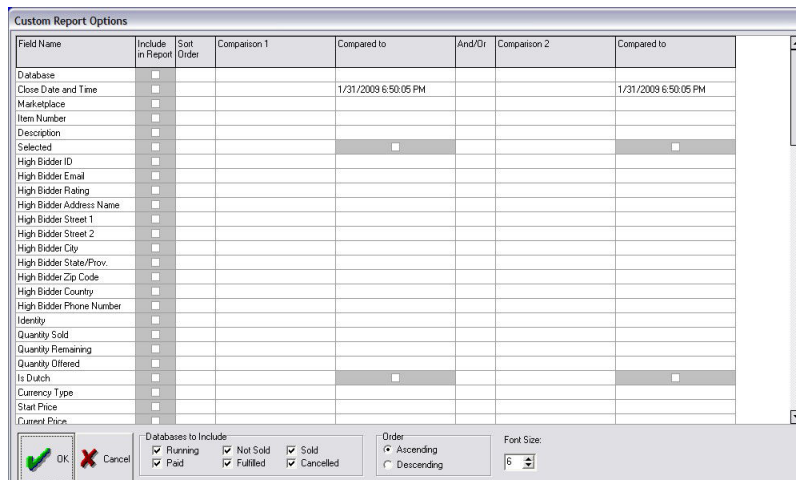 Custom Report Options
Field Name Include in Report Sort Order Comparison 1 Compared to And/Or Comparison 2 Compared to
Database
Close Date and Time 1/31/2009 6:50:05 PM 1/31/2009 6:50:05 PM
Marketplace
Item Number
Description
Selected
High Bidder ID
High Bidder Email
High Bidder Rating
High Bidder Address Name
High Bidder Street 1
High Bidder Street 2
High Bidder City
High Bidder State/Prov.
High Bidder Zip Code
High Bidder Country
High Bidder Phone Number
Identity
Quantity Sold
Quantity Remaining
Quantity Offered
Is Dutch
Currency Type
Start Price
Current Price
OK Cancel
Databases to Include
Running Not Sold Sold
Paid Fulfilled Cancelled
Order
Ascending
Descending
Font Size:
6